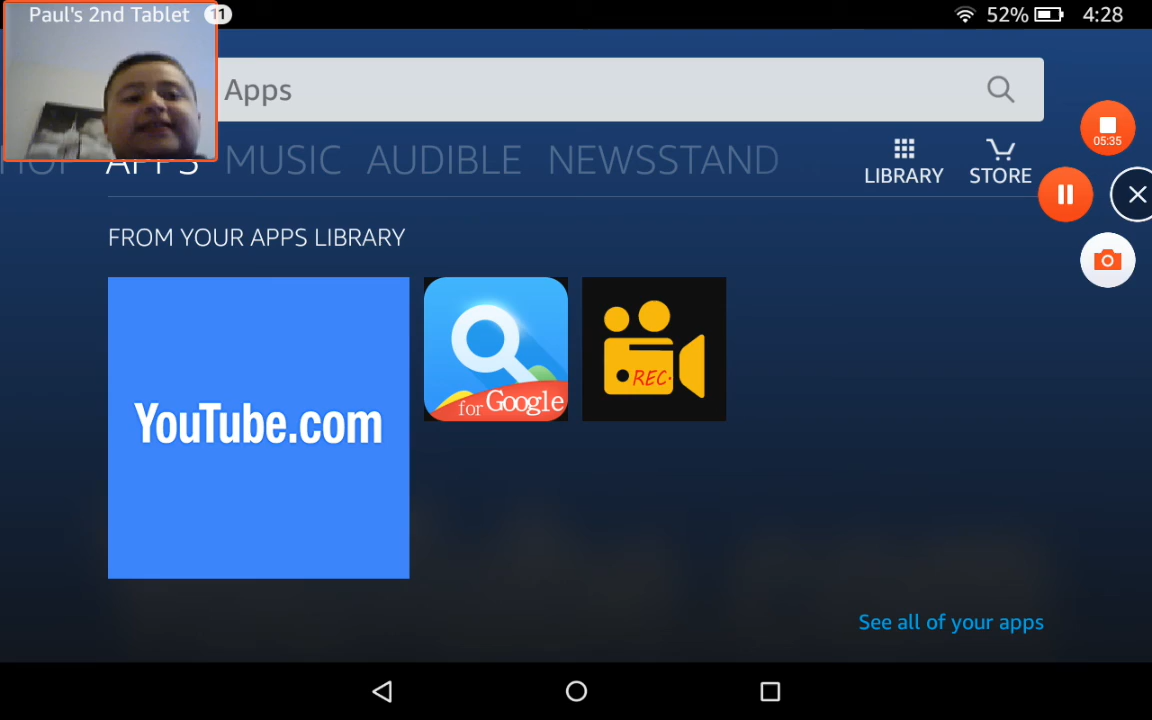 Paul's 2nd Tablet 11 52% 4:28
Apps
05:35
APPS MUSIC AUDIBLE NEWSSTAND
LIBRARY STORE
FROM YOUR APPS LIBRARY
YouTube.com
for Google
REC
See all of your apps